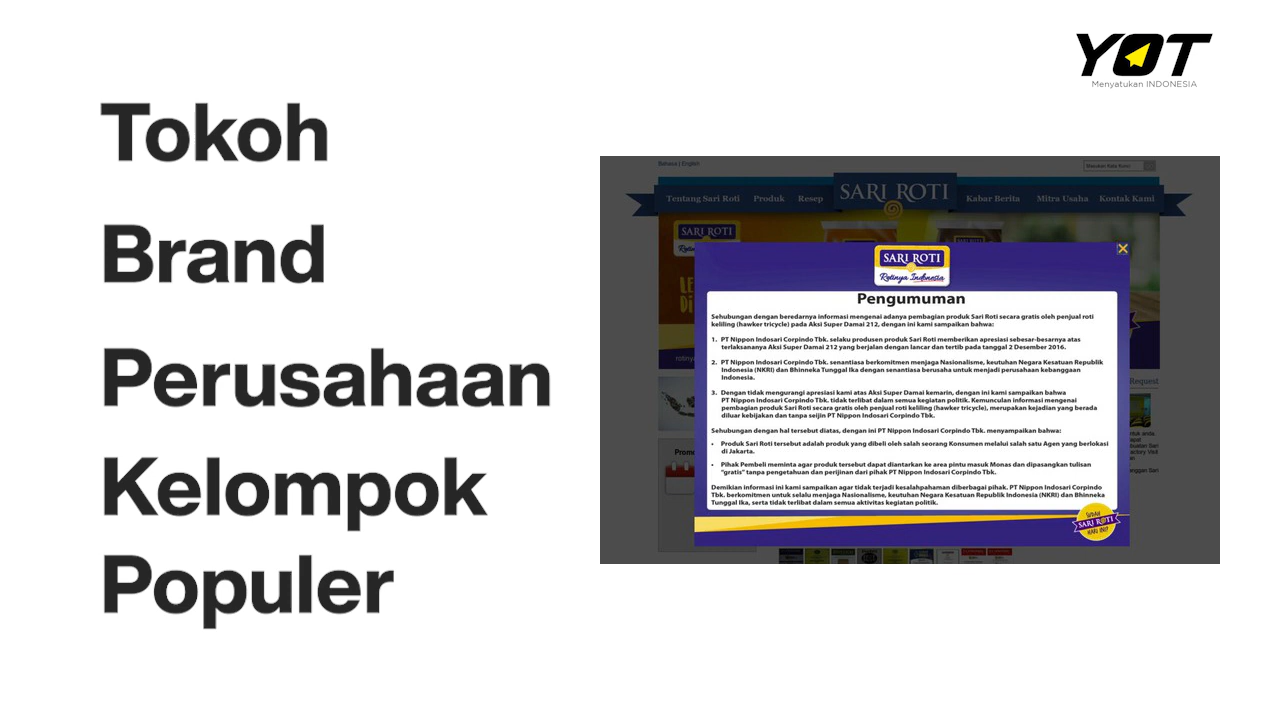 YOT
Menyatukan INDONESIA
Tokoh
Brand
Perusahaan
Kelompok
Populer
Bahasa | English
Tentang Sari Roti
Produk
Resep
SARI ROTI
Kabar Berita
Mitra Usaha
Kontak Kami
SARI ROTI
SARI ROTI
Rotinya Indonesia
Pengumuman
Sehubungan dengan beredarnya informasi mengenai adanya pembagian produk Sari Roti secara gratis oleh penjual roti
keliling (hawker tricycle) pada Aksi Super Damai 212, dengan ini kami sampaikan bahwa:
1. PT Nippon Indosari Corpindo Tbk. selaku produsen produk Sari Roti memberikan apresiasi sebesar-besarnya atas
terlaksananya Aksi Super Damai 212 yang berjalan dengan lancar dan tertib pada tanggal 2 Desember 2016.
2. PT Nippon Indosari Corpindo Tbk. senantiasa berkomitmen menjaga Nasionalisme, keutuhan Negara Kesatuan Republik
Indonesia (NKRI) dan Bhinneka Tunggal Ika dengan senantiasa berusaha untuk menjadi perusahaan kebanggaan
Indonesia.
3. Dengan tidak mengurangi apresiasi kami atas Aksi Super Damai kemarin, dengan ini kami sampaikan bahwa
PT Nippon Indosari Corpindo Tbk. tidak terlibat dalam semua kegiatan politik. Kemunculan informasi mengenai
pembagian produk Sari Roti secara gratis oleh penjual roti keliling (hawker tricycle), merupakan kejadian yang berada
diluar kebijakan dan tanpa seijin PT Nippon Indosari Corpindo Tbk.
Sehubungan dengan hal tersebut diatas, dengan ini PT Nippon Indosari Corpindo Tbk. menyampaikan bahwa:
• Produk Sari Roti tersebut adalah produk yang dibeli oleh salah seorang Konsumen melalui salah satu Agen yang berlokasi
di Jakarta.
• Pihak Pembeli meminta agar produk tersebut dapat diantarkan ke area pintu masuk Monas dan dipasangkan tulisan
"gratis" tanpa pengetahuan dan perijinan dari pihak PT Nippon Indosari Corpindo Tbk.
Demikian informasi ini kami sampaikan agar tidak terjadi kesalahpahaman diberbagai pihak. PT Nippon Indosari Corpindo
Tbk. berkomitmen untuk selalu menjaga Nasionalisme, keutuhan Negara Kesatuan Republik Indonesia (NKRI) dan Bhinneka
Tunggal Ika, serta tidak terlibat dalam semua aktivitas kegiatan politik.
SUDAH
SARI ROTI
HARI INI?